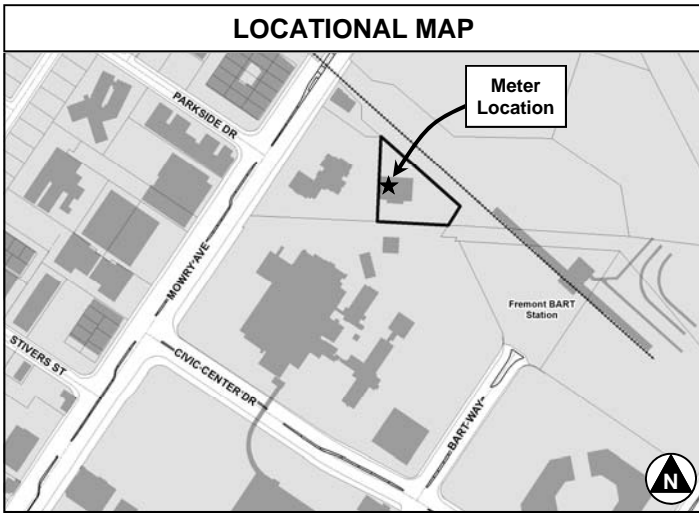 LOCATIONAL MAP
Meter
Location
PARKSIDE DR
MOWRY AVE
Fremont BART
Station
STIVERS ST
CIVIC CENTER DR
BART WAY
N